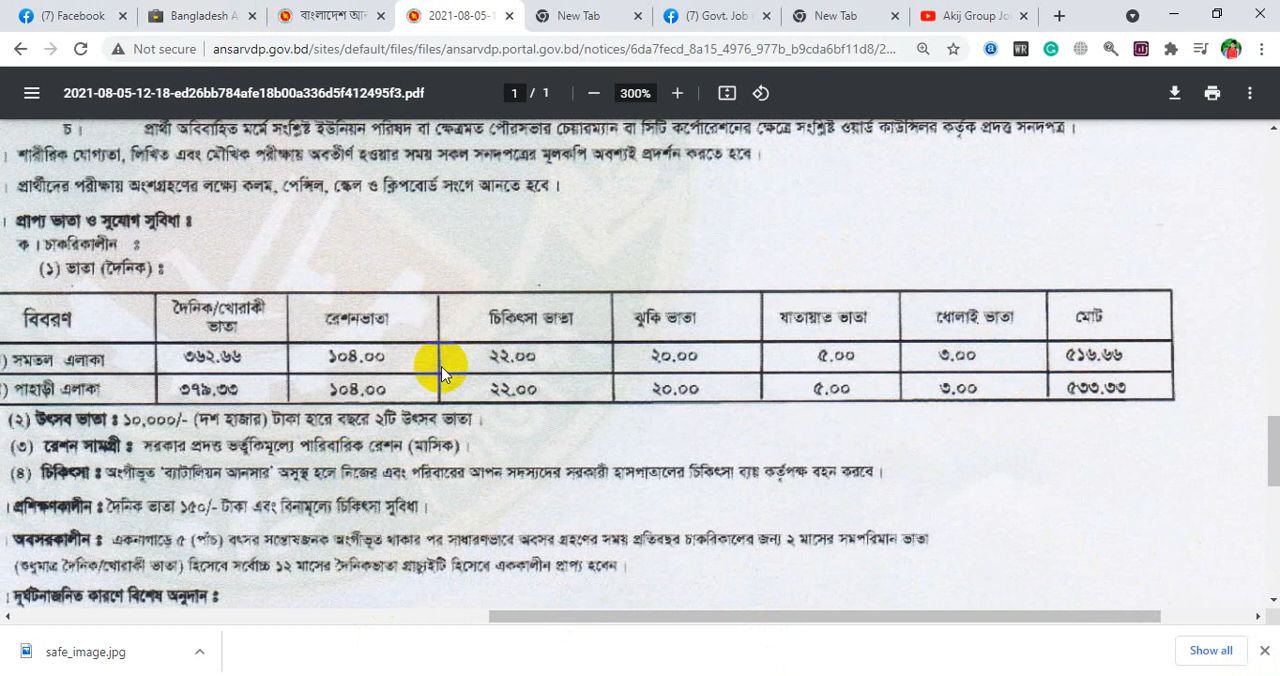 (7) Facebook
Bangladesh A
বাংলাদেশ আন
2021-08-05-1
New Tab
(7) Govt. Job
New Tab
Akij Group Jo
Not secure
ansarvdp.gov.bd/sites/default/files/files/ansarvdp.portal.gov.bd/notices/6da7fecd_8a15_4976_977b_b9cda6bf11d8/2...
2021-08-05-12-18-ed26bb784afe18b00a336d5f412495f3.pdf
1 / 1
300%
চ। প্রার্থী অবিবাহিত মর্মে সংশ্লিষ্ট ইউনিয়ন পরিষদ বা ক্ষেত্রমত পৌরসভার চেয়ারম্যান বা সিটি কর্পোরেশনের ক্ষেত্রে সংশ্লিষ্ট ওয়ার্ড কাউন্সিলর কর্তৃক প্রদত্ত সনদপত্র।
। শারীরিক যোগ্যতা, লিখিত এবং মৌখিক পরীক্ষায় অবতীর্ণ হওয়ার সময় সকল সনদপত্রের মূলকপি অবশ্যই প্রদর্শন করতে হবে।
। প্রার্থীদের পরীক্ষায় অংশগ্রহণের লক্ষ্যে কলম, পেন্সিল, স্কেল ও ক্লিপবোর্ড সংগে আনতে হবে।
। প্রাপ্য ভাতা ও সুযোগ সুবিধা ঃ
ক। চাকরিকালীন ঃ
(১) ভাতা (দৈনিক) ঃ
বিবরণ দৈনিক/খোরাকী ভাতা রেশনভাতা চিকিৎসা ভাতা ঝুকি ভাতা যাতায়াত ভাতা ধোলাই ভাতা মোট
) সমতল এলাকা ৩৬২.৬৬ ১০৪.০০ ২২.০০ ২০.০০ ৫.০০ ৩.০০ ৫১৬.৬৬
) পাহাড়ী এলাকা ৩৭৯.৩৩ ১০৪.০০ ২২.০০ ২০.০০ ৫.০০ ৩.০০ ৫৩৩.৩৩
(২) উৎসব ভাতা ঃ ১০,০০০/- (দশ হাজার) টাকা হারে বছরে ২টি উৎসব ভাতা।
(৩) রেশন সামগ্রী ঃ সরকার প্রদত্ত ভর্তুকিমূল্যে পারিবারিক রেশন (মাসিক)।
(৪) চিকিৎসা ঃ অংগীভূত ‘ব্যাটালিয়ন আনসার’ অসুস্থ হলে নিজের এবং পরিবারের আপন সদস্যদের সরকারী হাসপাতালের চিকিৎসা ব্যয় কর্তৃপক্ষ বহন করবে।
। প্রশিক্ষণকালীন ঃ দৈনিক ভাতা ১৫০/- টাকা এবং বিনামূল্যে চিকিৎসা সুবিধা।
। অবসরকালীন ঃ একনাগাড়ে ৫ (পাঁচ) বৎসর সন্তোষজনক অংগীভূত থাকার পর সাধারণভাবে অবসর গ্রহণের সময় প্রতিবছর চাকরিকালের জন্য ২ মাসের সমপরিমান ভাতা
(শুধুমাত্র দৈনিক/খোরাকী ভাতা) হিসেবে সর্বোচ্চ ১২ মাসের দৈনিকভাতা গ্রাচ্যুইটি হিসেবে এককালীন প্রাপ্য হবেন।
। দূর্ঘটনাজনিত কারণে বিশেষ অনুদান ঃ
safe_image.jpg
Show all